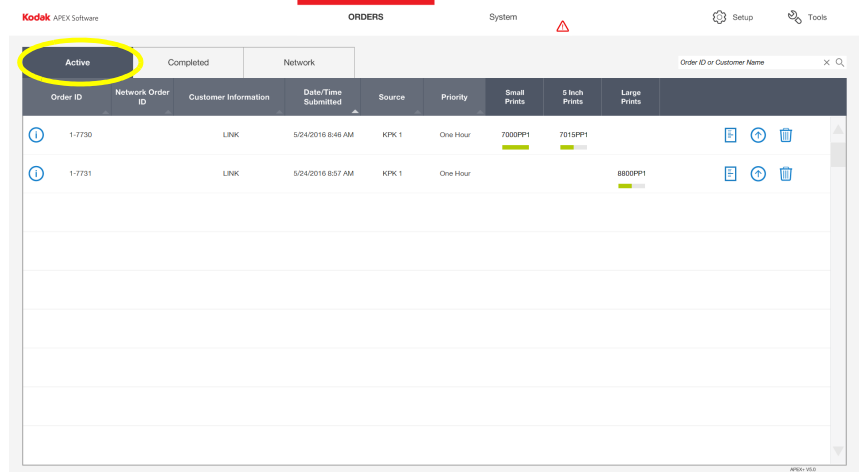 Kodak APEX Software
ORDERS
System
Setup
Tools
Active
Completed
Network
Order ID or Customer Name
Order ID
Network Order
ID
Customer Information
Date/Time
Submitted
Source
Priority
Small
Prints
5 Inch
Prints
Large
Prints
1-7730 LINK 5/24/2016 8:46 AM KPK 1 One Hour 7000PP1 7015PP1
1-7731 LINK 5/24/2016 8:57 AM KPK 1 One Hour 8800PP1
APEX+ V5.0